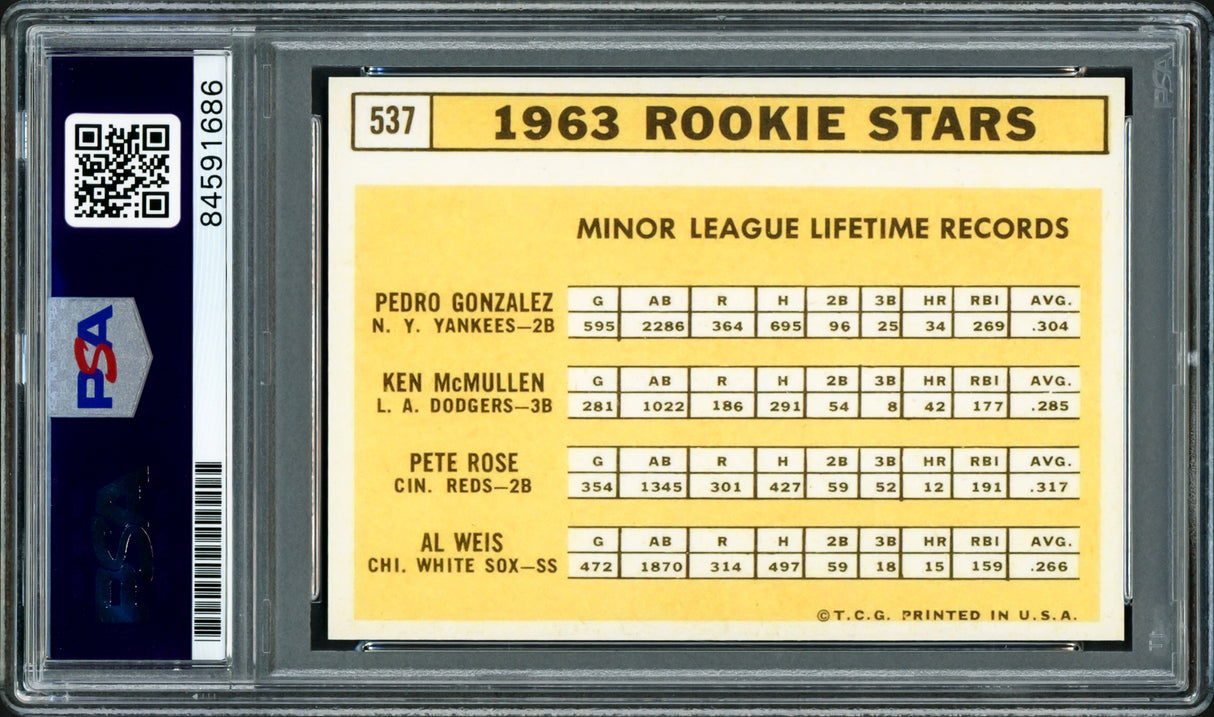 84591686
PSA
PSA
PSA
537 1963 ROOKIE STARS
MINOR LEAGUE LIFETIME RECORDS
PEDRO GONZALEZ G AB R H 2B 3B HR RBI AVG.
N. Y. YANKEES—2B 595 2286 364 695 96 25 34 269 .304
KEN McMULLEN G AB R H 2B 3B HR RBI AVG.
L. A. DODGERS—3B 281 1022 186 291 54 8 42 177 .285
PETE ROSE G AB R H 2B 3B HR RBI AVG.
CIN. REDS—2B 354 1345 301 427 59 52 12 191 .317
AL WEIS G AB R H 2B 3B HR RBI AVG.
CHI. WHITE SOX—SS 472 1870 314 497 59 18 15 159 .266
©T.C.G. PRINTED IN U.S.A.